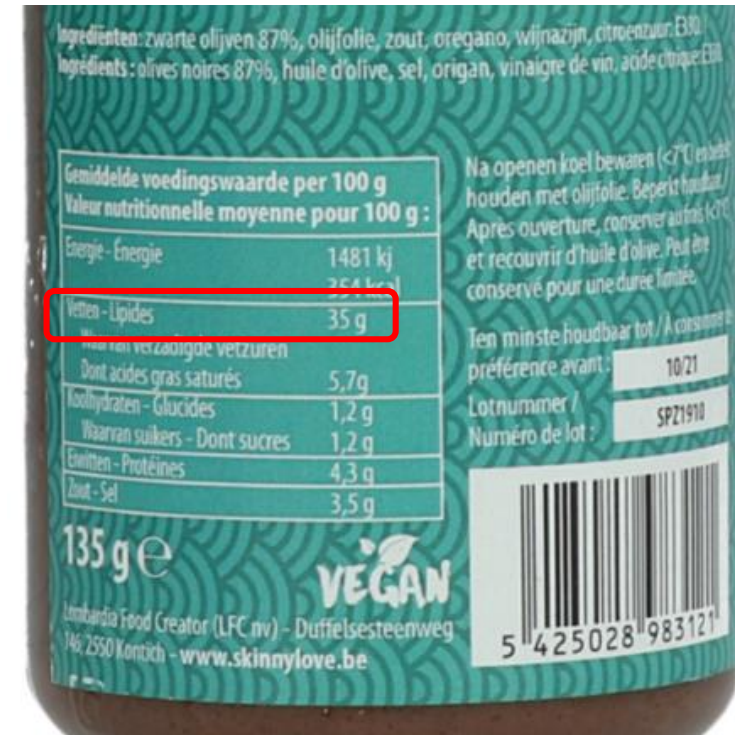 Ingrediënten: zwarte olijven 87%, olijfolie, zout, oregano, wijnazijn, citroenzuur: E330
Ingrédients : olives noires 87%, huile d'olive, sel, origan, vinaigre de vin, acide citrique: E330
Gemiddelde voedingswaarde per 100 g
Valeur nutritionnelle moyenne pour 100 g :
Energie - Énergie 1481 kj
354 kcal
Vetten - Lipides 35 g
Waarvan verzadigde vetzuren
Dont acides gras saturés 5,7g
Koolhydraten - Glucides 1,2 g
Waarvan suikers - Dont sucres 1,2 g
Eiwitten - Protéines 4,3 g
Zout - Sel 3,5 g
135 g e
VEGAN
Lombardia Food Creator (LFC nv) - Duffelsesteenweg
146, 2550 Kontich - www.skinnylove.be
Na openen koel bewaren (<7°C) en
houden met olijfolie. Beperkt houdbaar /
Après ouverture, conserver au frais (<7°C)
et recouvrir d'huile d'olive. Peut être
conservé pour une durée limitée.
Ten minste houdbaar tot / À consommer de
préférence avant : 10/21
Lotnummer /
Numéro de lot : SPZ1910
5 425028 983121